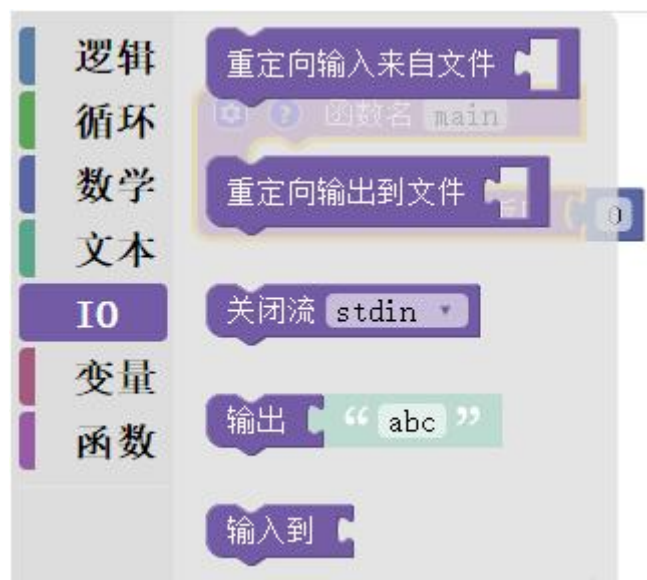 逻辑
循环
数学
文本
IO
变量
函数
重定向输入来自文件
函数名 main
重定向输出到文件
0
关闭流 stdin
输出 “ abc ”
输入到